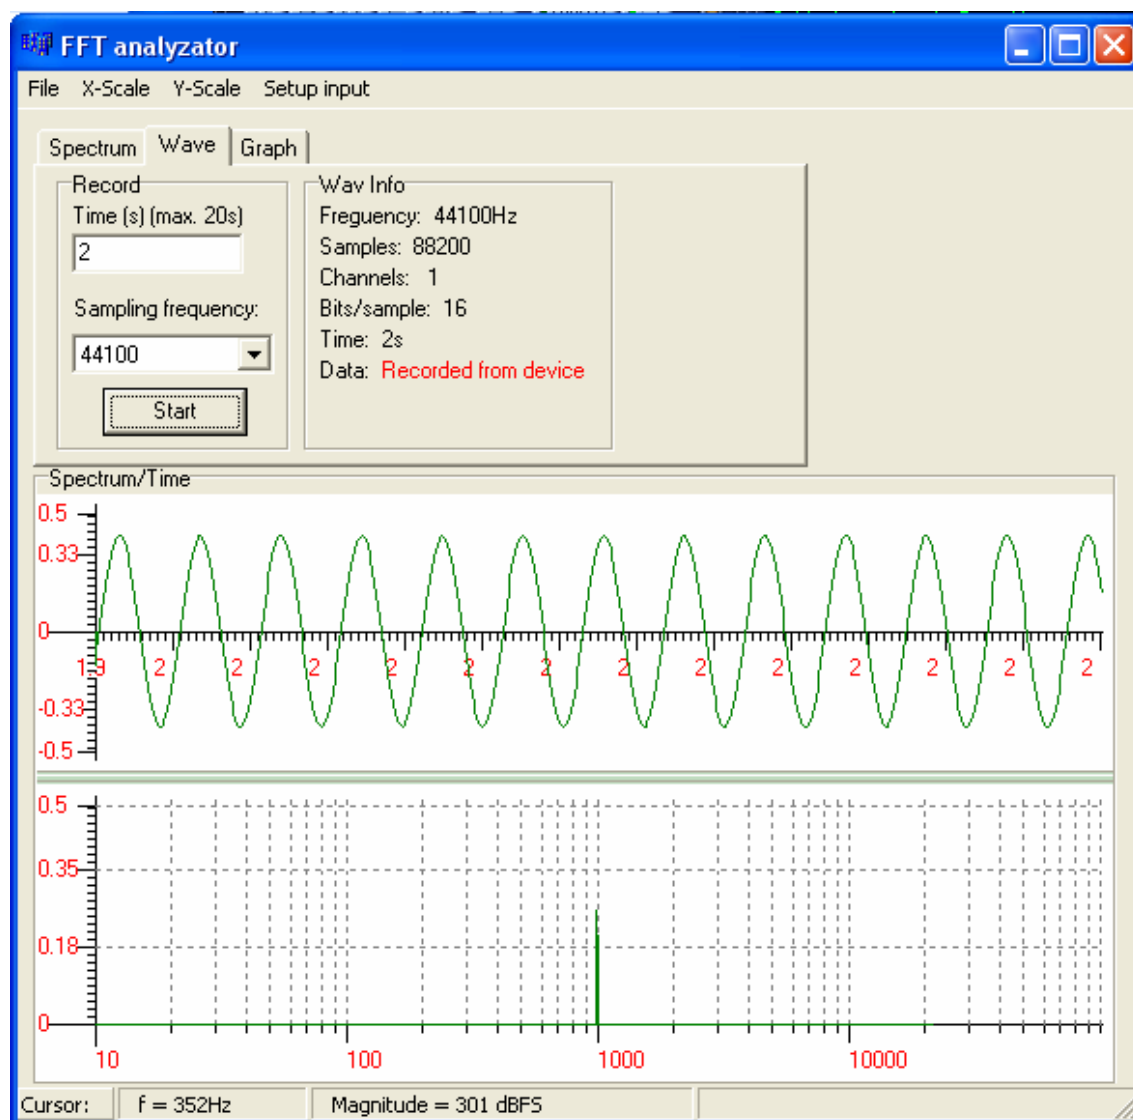 FFT analyzator
File X-Scale Y-Scale Setup input
Spectrum Wave Graph
Record
Time (s) (max. 20s)
2
Sampling frequency:
44100
Start
Wav Info
Freguency: 44100Hz
Samples: 88200
Channels: 1
Bits/sample: 16
Time: 2s
Data: Recorded from device
Spectrum/Time
0.5
0.33
0
1.9 2 2 2 2 2 2 2 2 2 2 2 2 2
-0.33
-0.5
0.5
0.35
0.18
0
10 100 1000 10000
Cursor: f = 352Hz Magnitude = 301 dBFS